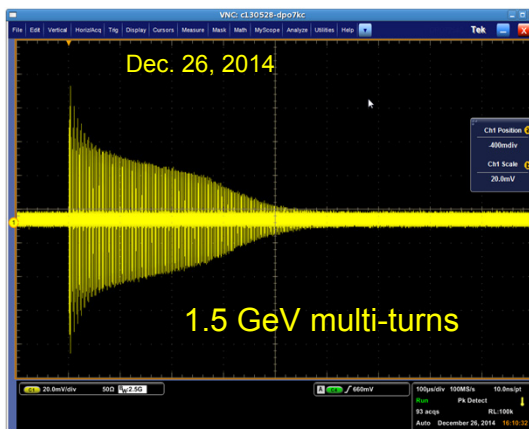 VNC: c130528-dpo7kc
File Edit Vertical Horiz/Acq Trig Display Cursors Measure Mask Math MyScope Analyze Utilities Help Tek X
Dec. 26, 2014
Ch1 Position
-400mdiv
Ch1 Scale
20.0mV
1
1.5 GeV multi-turns
C1 20.0mV/div 50Ω BW:2.5G
A 660mV
100µs/div 100MS/s 10.0ns/pt
Run Pk Detect
93 acqs RL:100k
Auto December 26, 2014 16:10:32